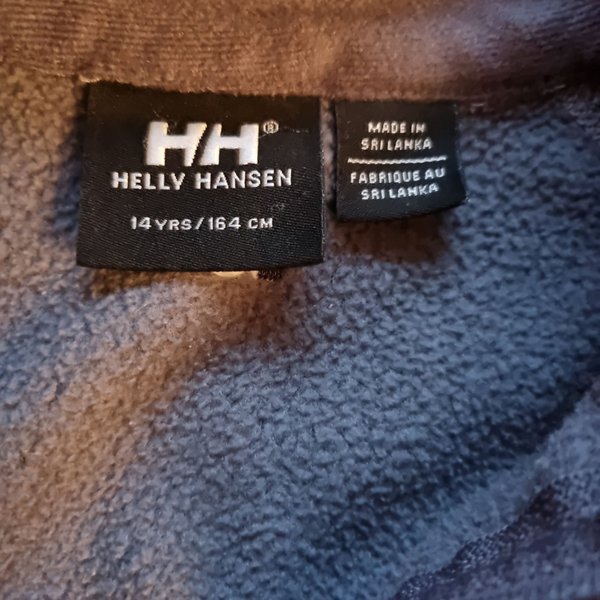 HH®
HELLY HANSEN
14 YRS/164 CM
MADE IN
SRI LANKA
FABRIQUE AU
SRI LANKA